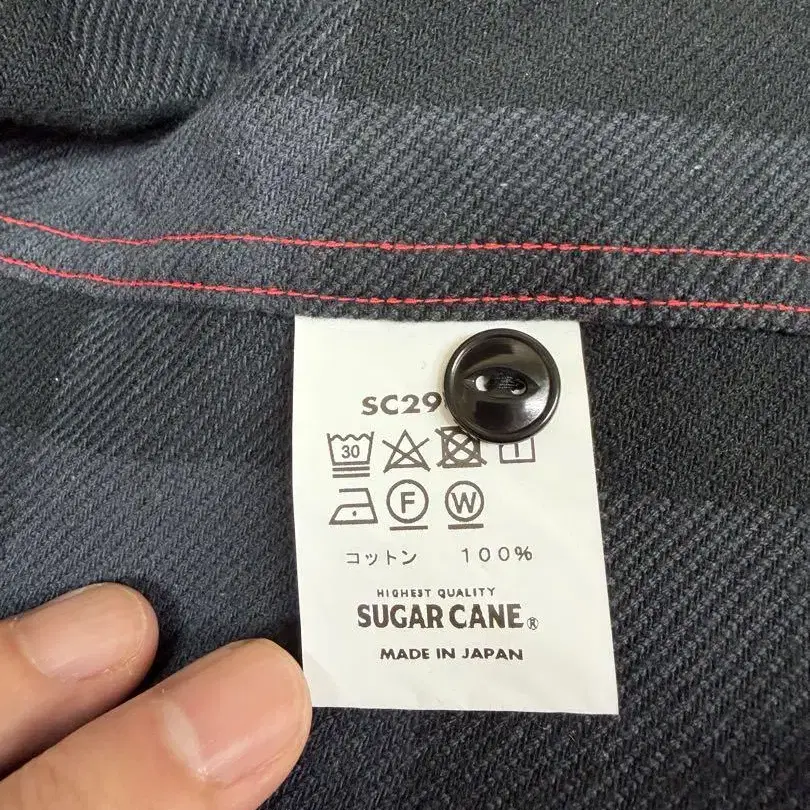 SC29
30
F
W
コットン 100%
HIGHEST QUALITY
SUGAR CANE®
MADE IN JAPAN